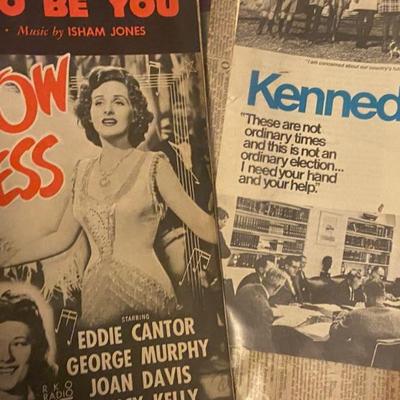 O BE YOU
• Music by ISHAM JONES
OW
ESS
STARRING
EDDIE CANTOR
GEORGE MURPHY
JOAN DAVIS
KELLY
R K O
RADIO
"I am concerned about our country's fut
Kenned
"These are not
ordinary times
and this is not an
ordinary election...
I need your hand
and your help."